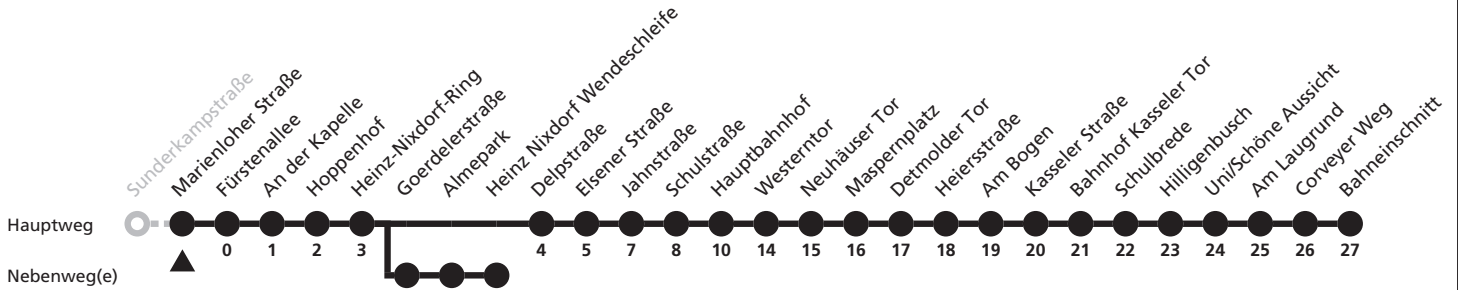 Sunderkampstraße
Marienloher Straße
Fürstenallee
An der Kapelle
Hoppenhof
Heinz-Nixdorf-Ring
Goerdelerstraße
Almepark
Heinz Nixdorf Wendeschleife
Delpstraße
Elsener Straße
Jahnstraße
Schulstraße
Hauptbahnhof
Westerntor
Neuhäuser Tor
Maspernplatz
Detmolder Tor
Heiersstraße
Am Bogen
Kasseler Straße
Bahnhof Kasseler Tor
Schulbrede
Hilligenbusch
Uni/Schöne Aussicht
Am Laugrund
Corveyer Weg
Bahneinschnitt
Hauptweg
0 1 2 3 4 5 7 8 10 14 15 16 17 18 19 20 21 22 23 24 25 26 27
Nebenweg(e)